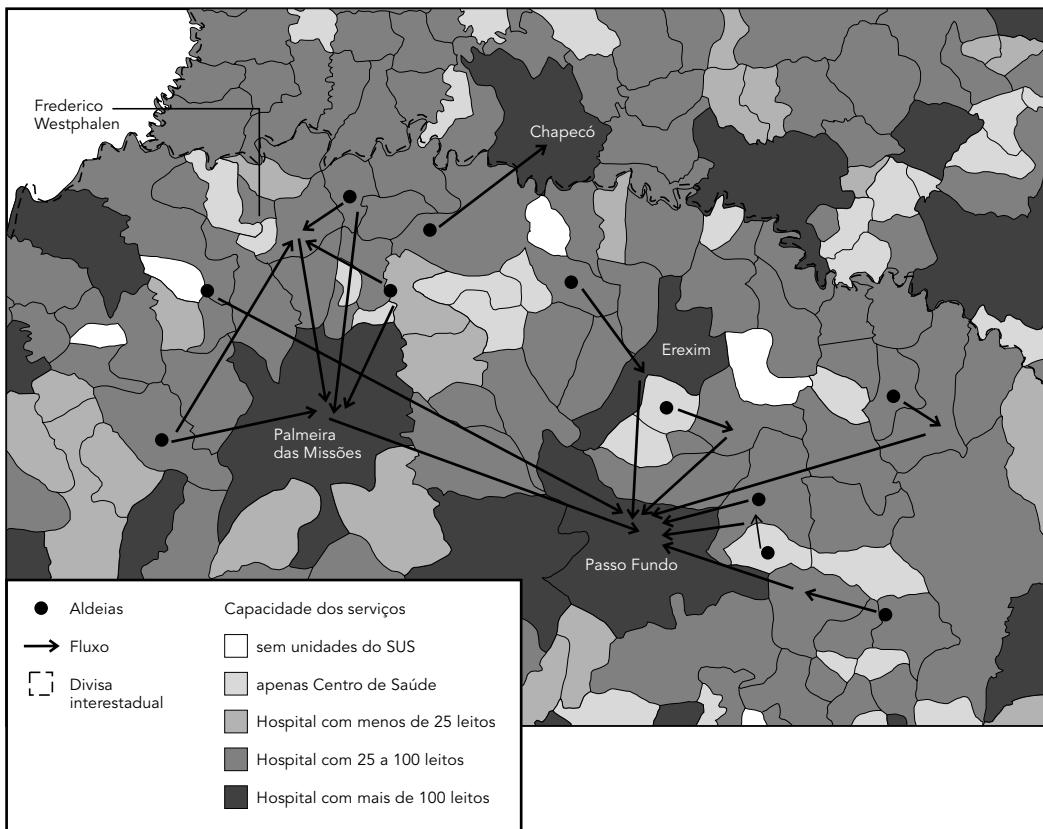 Frederico
Westphalen
Chapecó
Erexim
Palmeira
das Missões
Passo Fundo
Aldeias
Fluxo
Divisa
interestadual
Capacidade dos serviços
sem unidades do SUS
apenas Centro de Saúde
Hospital com menos de 25 leitos
Hospital com 25 a 100 leitos
Hospital com mais de 100 leitos